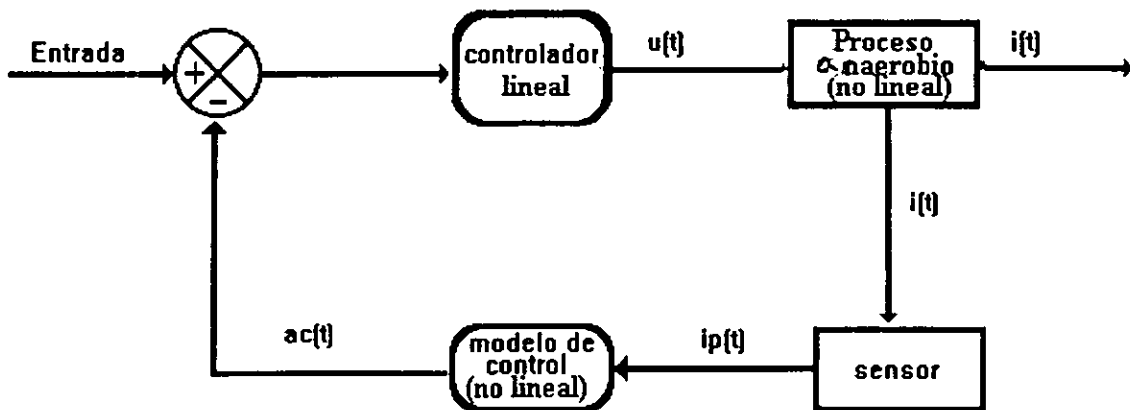 Entrada
+
-
controlador
lineal
u(t)
Proceso
anaerobio
(no lineal)
i(t)
i(t)
sensor
ip(t)
modelo de
control
(no lineal)
ac(t)